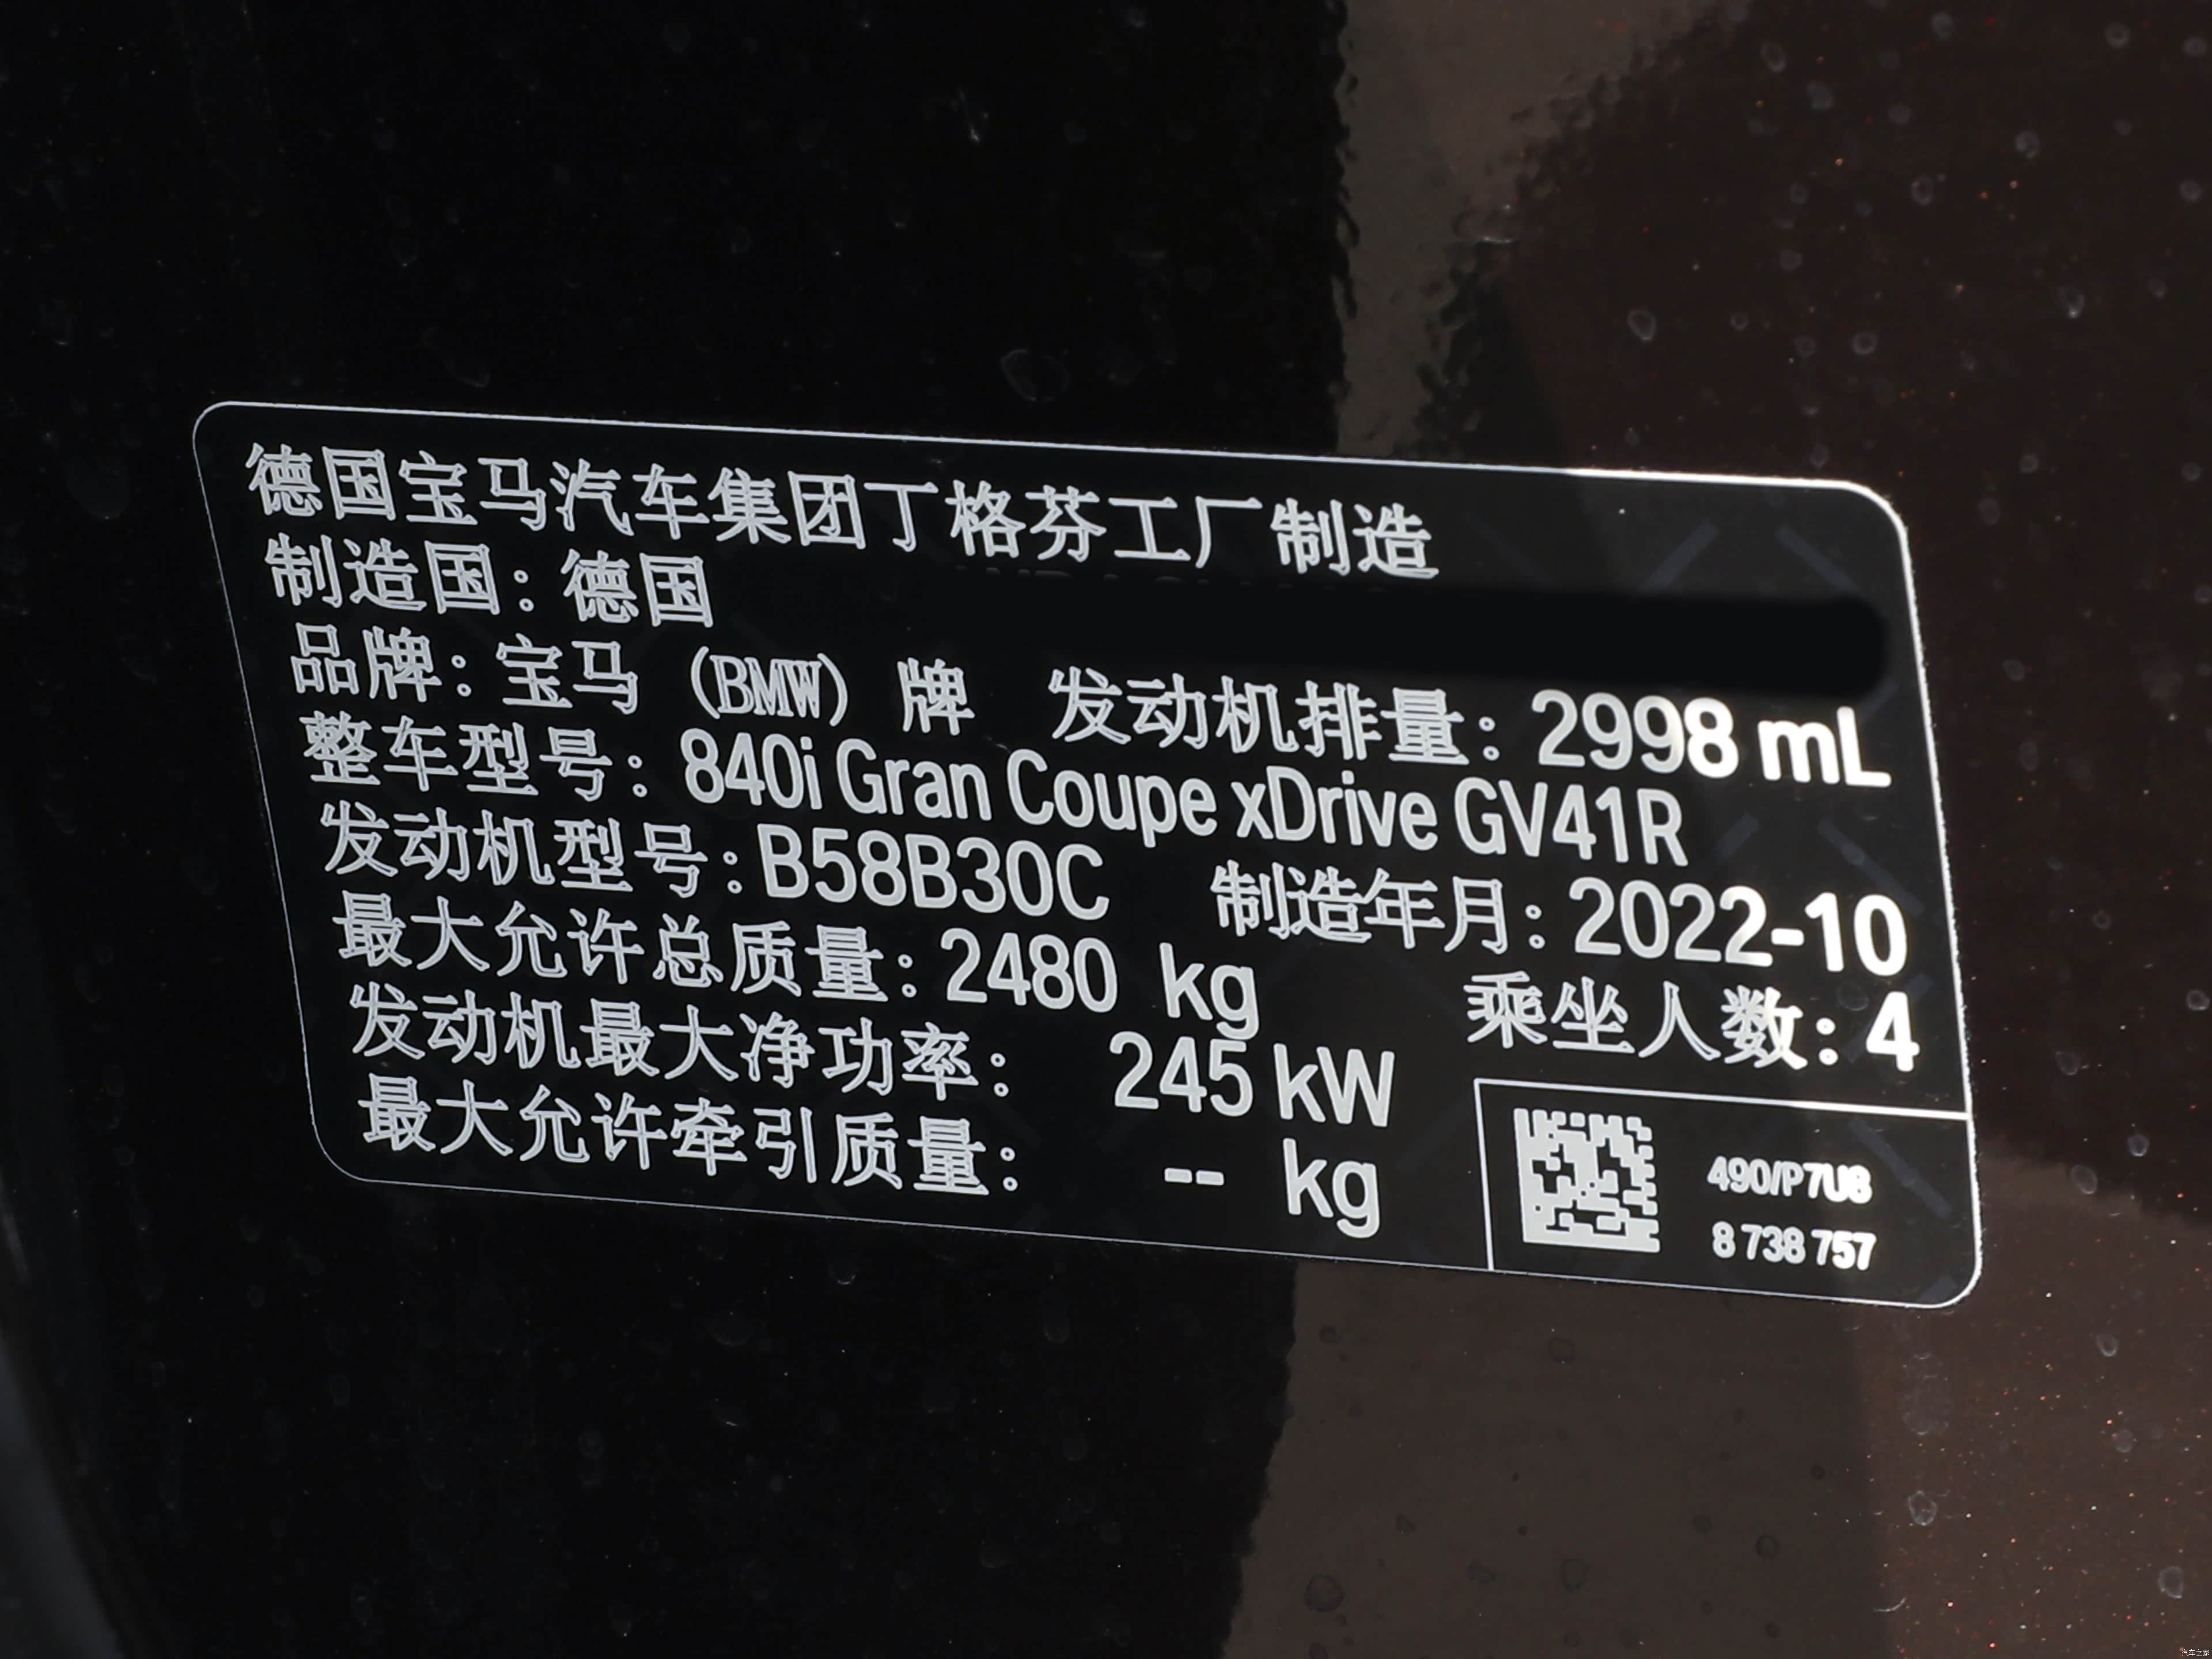 德国宝马汽车集团丁格芬工厂制造
制造国：德国
品牌：宝马（BMW）牌 发动机排量：2998 mL
整车型号：840i Gran Coupe xDrive GV41R
发动机型号：B58B30C 制造年月：2022-10
最大允许总质量：2480 kg 乘坐人数：4
发动机最大净功率： 245 kW
最大允许牵引质量： -- kg
490/P7U8
8 738 757
汽车之家